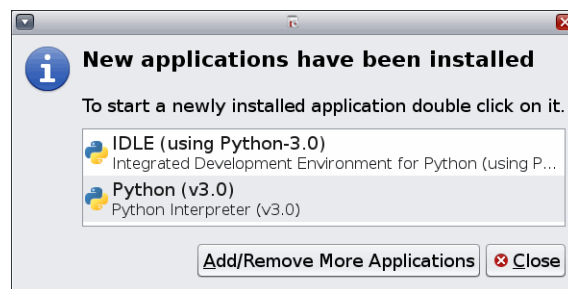 New applications have been installed
To start a newly installed application double click on it.
IDLE (using Python-3.0)
Integrated Development Environment for Python (using P...
Python (v3.0)
Python Interpreter (v3.0)
Add/Remove More Applications
Close